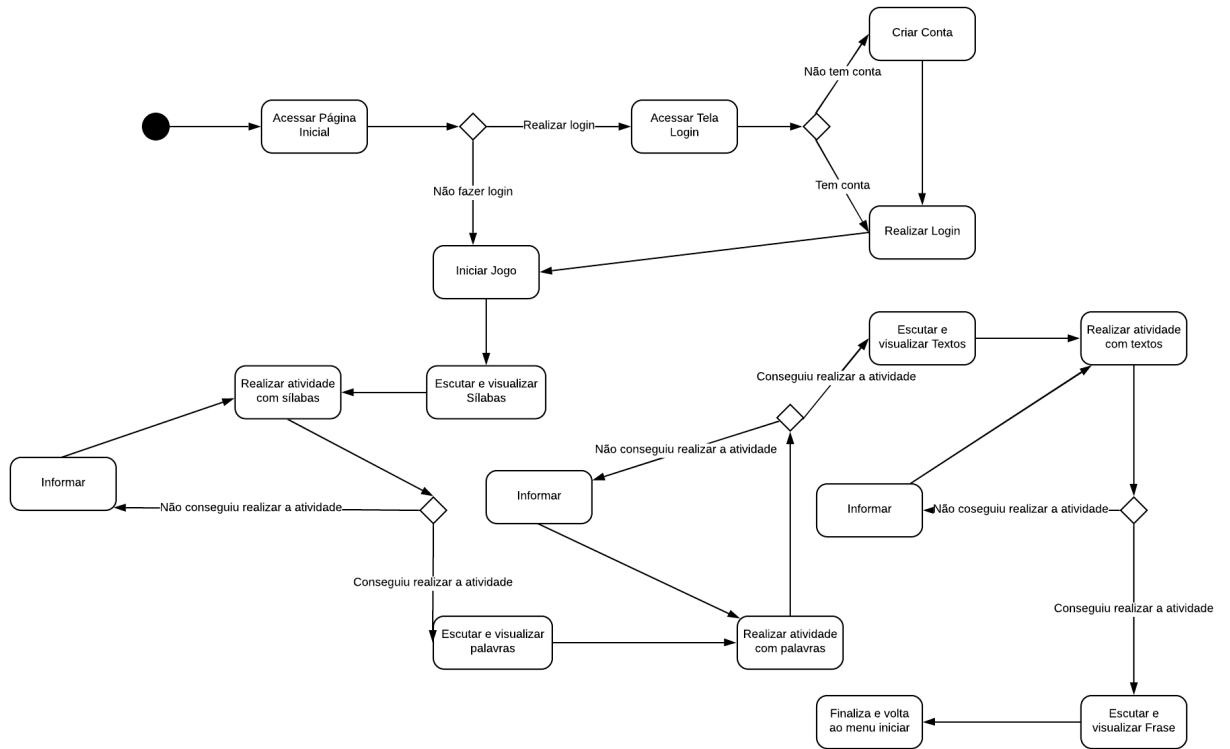 Criar Conta
Não tem conta
Acessar Página
Inicial
Realizar login
Acessar Tela
Login
Não fazer login
Tem conta
Realizar Login
Iniciar Jogo
Escutar e
visualizar Textos
Realizar atividade
com textos
Realizar atividade
com sílabas
Escutar e visualizar
Sílabas
Conseguiu realizar a atividade
Não conseguiu realizar a atividade
Informar
Informar
Informar
Não conseguiu realizar a atividade
Não coseguiu realizar a atividade
Conseguiu realizar a atividade
Conseguiu realizar a atividade
Escutar e visualizar
palavras
Realizar atividade
com palavras
Finaliza e volta
ao menu iniciar
Escutar e
visualizar Frase